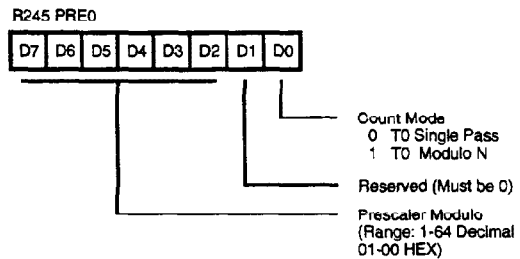 R245 PRE0
D7 D6 D5 D4 D3 D2 D1 D0
Count Mode
0 T0 Single Pass
1 T0 Modulo N
Reserved (Must be 0)
Prescaler Modulo
(Range: 1-64 Decimal
01-00 HEX)